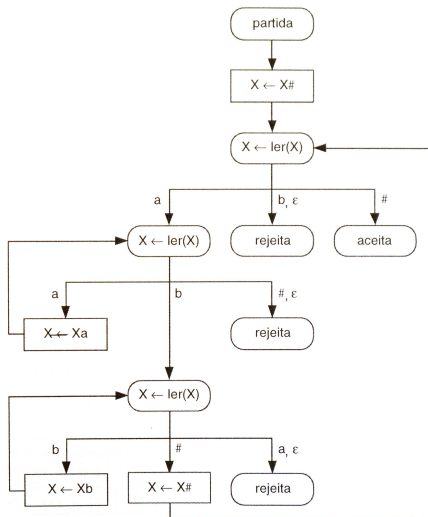 partida
X ← X#
X ← ler(X)
a
b, ε
#
X ← ler(X)
rejeita
aceita
a
b
#, ε
X ← Xa
rejeita
X ← ler(X)
b
#
a, ε
X ← Xb
X ← X#
rejeita